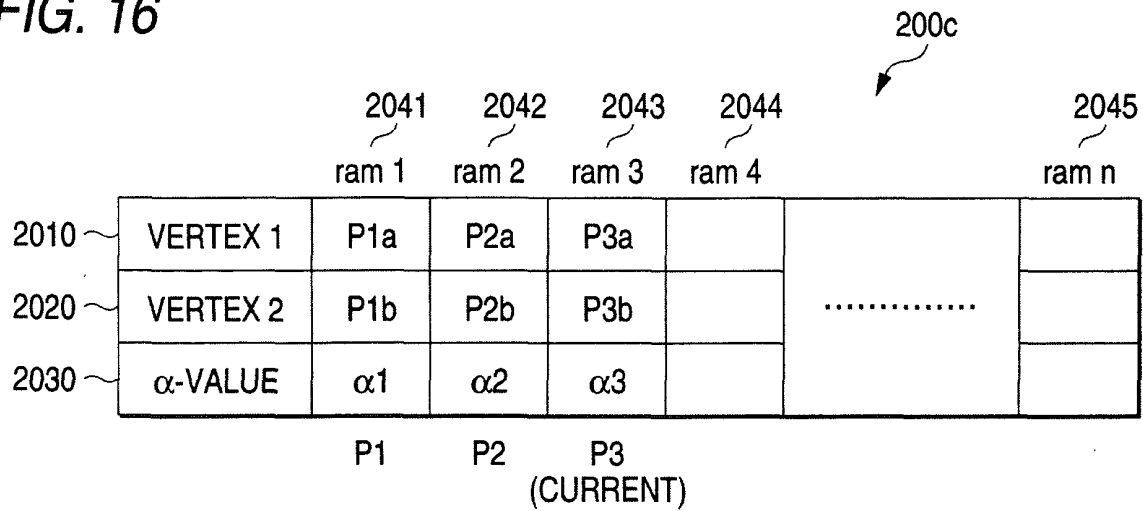 FIG. 16
200c
2041 2042 2043 2044 2045
ram 1 ram 2 ram 3 ram 4 ram n
2010 VERTEX 1 P1a P2a P3a
2020 VERTEX 2 P1b P2b P3b ...............
2030 α-VALUE α1 α2 α3
P1 P2 P3
(CURRENT)